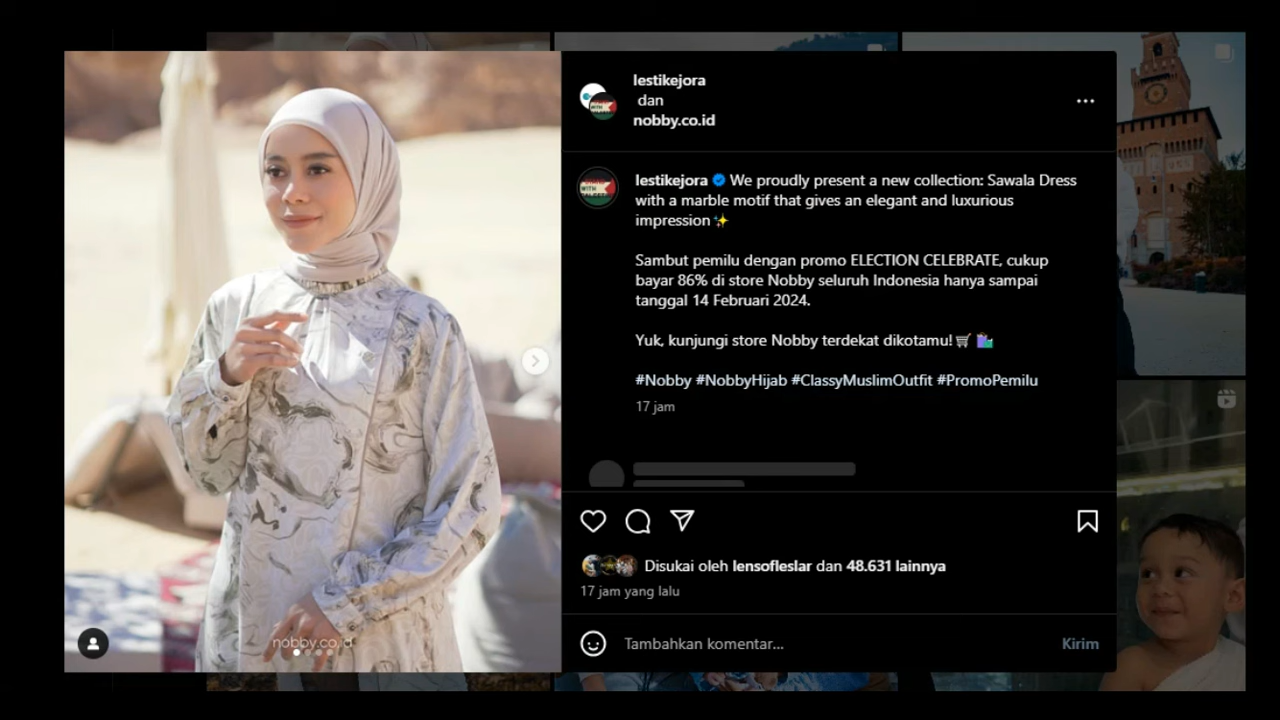 lestikejora
dan
nobby.co.id
lestikejora We proudly present a new collection: Sawala Dress
with a marble motif that gives an elegant and luxurious
impression✨
Sambut pemilu dengan promo ELECTION CELEBRATE, cukup
bayar 86% di store Nobby seluruh Indonesia hanya sampai
tanggal 14 Februari 2024.
Yuk, kunjungi store Nobby terdekat dikotamu!🛒 🛍️
#Nobby #NobbyHijab #ClassyMuslimOutfit #PromoPemilu
17 jam
Disukai oleh lensofleslar dan 48.631 lainnya
17 jam yang lalu
Tambahkan komentar...
Kirim
nobby.co.id